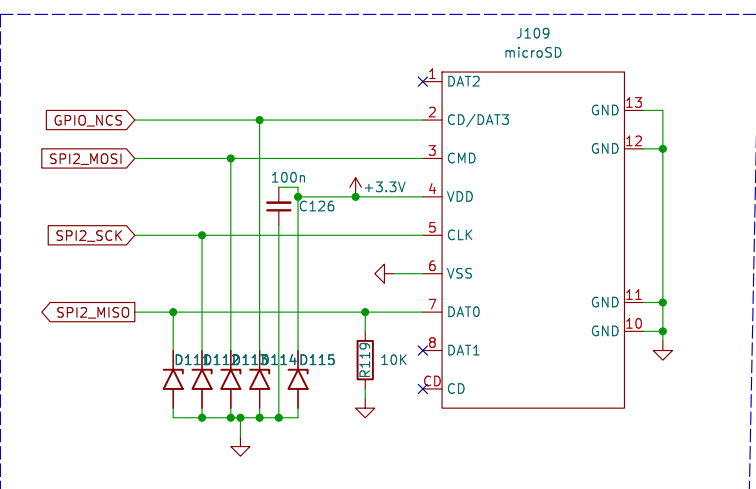 J109
microSD
1
DAT2
GPIO_NCS
2
CD/DAT3
GND
13
SPI2_MOSI
3
CMD
GND
12
100n
+3.3V
4
VDD
C126
SPI2_SCK
5
CLK
6
VSS
SPI2_MISO
7
DAT0
GND
11
GND
10
8
DAT1
D111
D112
D113
D114
D115
R119
10K
CD
CD